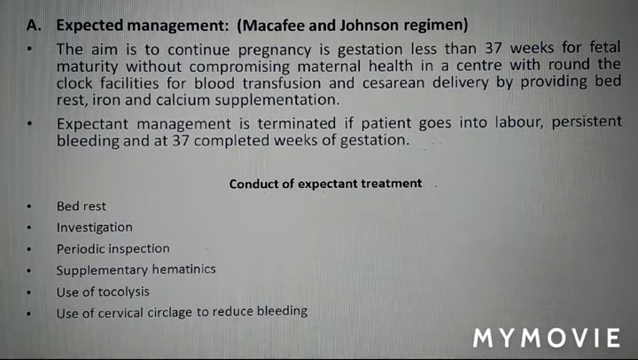 A. Expected management: (Macafee and Johnson regimen)
• The aim is to continue pregnancy is gestation less than 37 weeks for fetal
maturity without compromising maternal health in a centre with round the
clock facilities for blood transfusion and cesarean delivery by providing bed
rest, iron and calcium supplementation.
• Expectant management is terminated if patient goes into labour, persistent
bleeding and at 37 completed weeks of gestation.
Conduct of expectant treatment
• Bed rest
• Investigation
• Periodic inspection
• Supplementary hematinics
• Use of tocolysis
• Use of cervical circlage to reduce bleeding
MYMOVIE